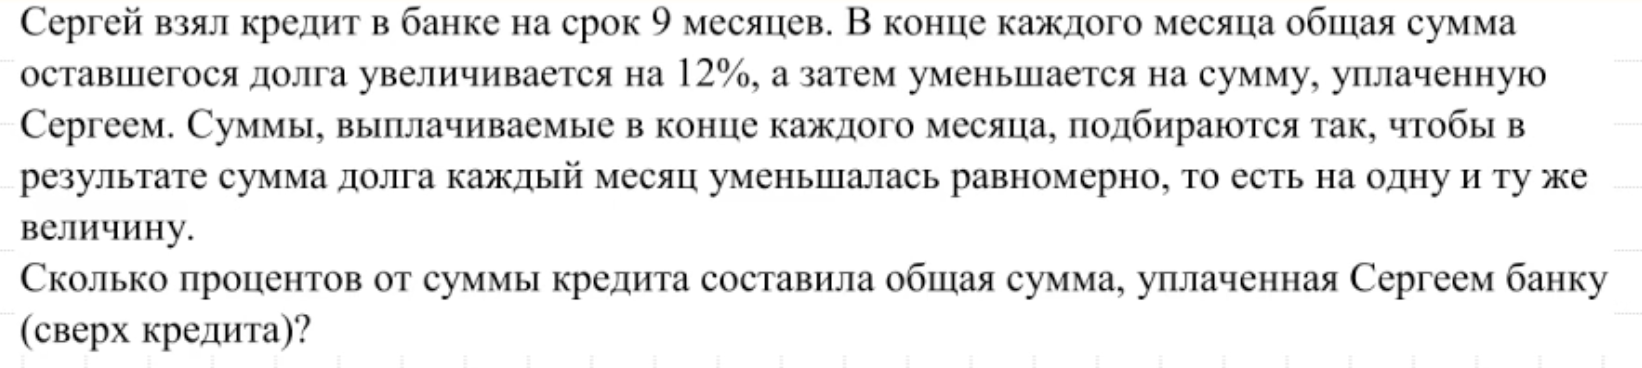 Сергей взял кредит в банке на срок 9 месяцев. В конце каждого месяца общая сумма
оставшегося долга увеличивается на 12%, а затем уменьшается на сумму, уплаченную
Сергеем. Суммы, выплачиваемые в конце каждого месяца, подбираются так, чтобы в
результате сумма долга каждый месяц уменьшалась равномерно, то есть на одну и ту же
величину.
Сколько процентов от суммы кредита составила общая сумма, уплаченная Сергеем банку
(сверх кредита)?